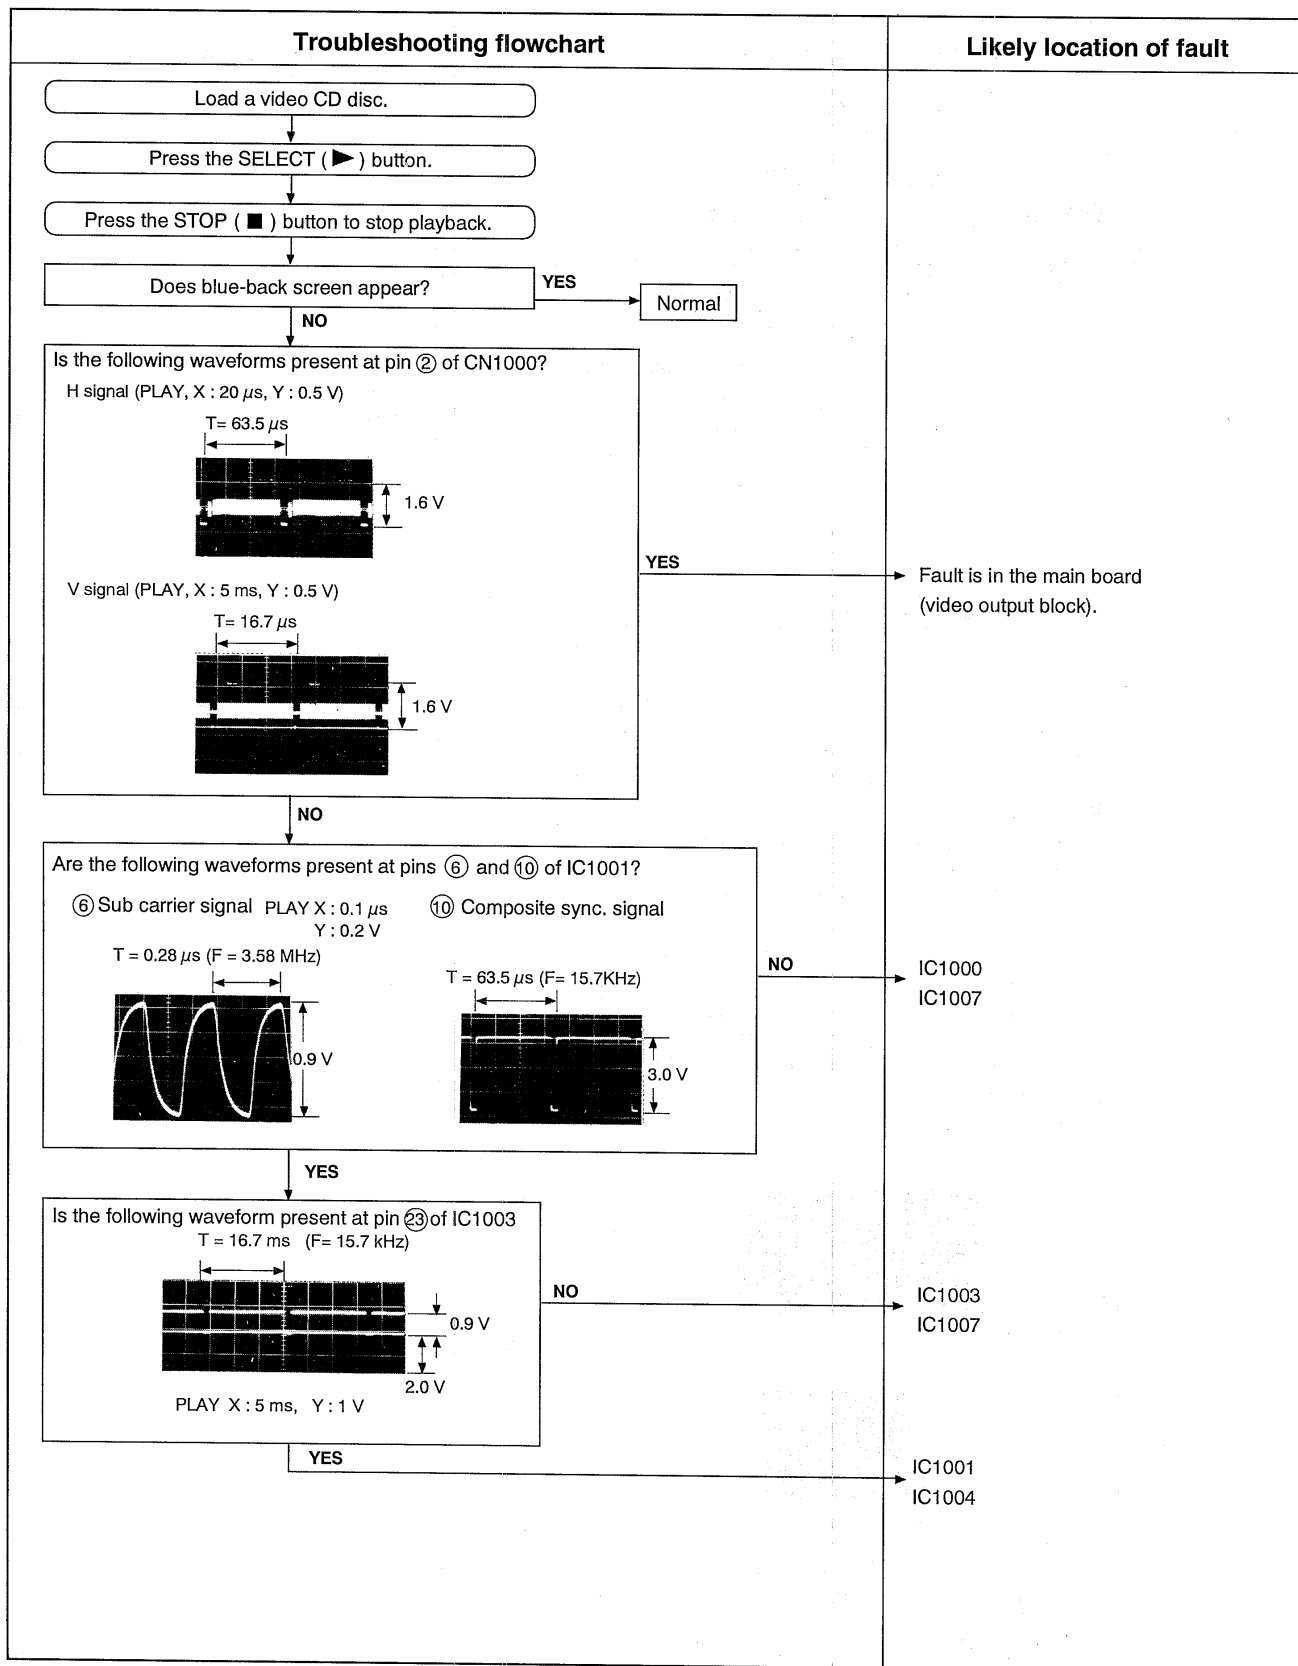 Troubleshooting flowchart
Likely location of fault
Load a video CD disc.
Press the SELECT ( ▶ ) button.
Press the STOP ( ■ ) button to stop playback.
Does blue-back screen appear?
YES
Normal
NO
Is the following waveforms present at pin ② of CN1000?
H signal (PLAY, X : 20 μs, Y : 0.5 V)
T= 63.5 μs
1.6 V
YES
Fault is in the main board
(video output block).
V signal (PLAY, X : 5 ms, Y : 0.5 V)
T= 16.7 μs
1.6 V
NO
Are the following waveforms present at pins ⑥ and ⑩ of IC1001?
⑥ Sub carrier signal PLAY X : 0.1 μs
Y : 0.2 V
T = 0.28 μs (F = 3.58 MHz)
0.9 V
⑩ Composite sync. signal
T = 63.5 μs (F= 15.7KHz)
3.0 V
NO
IC1000
IC1007
YES
Is the following waveform present at pin ㉓ of IC1003
T = 16.7 ms (F= 15.7 kHz)
0.9 V
2.0 V
PLAY X : 5 ms, Y : 1 V
NO
IC1003
IC1007
YES
IC1001
IC1004